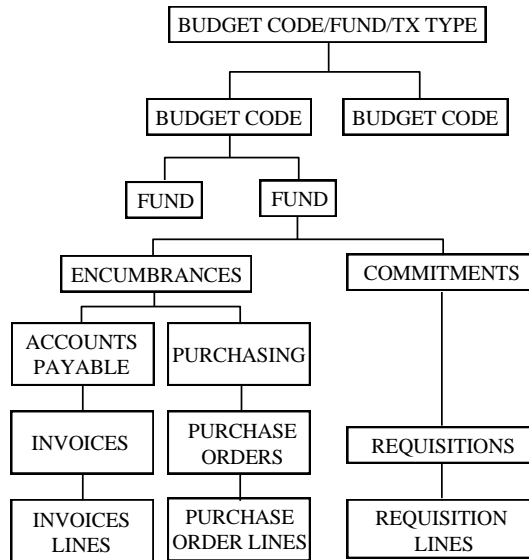 BUDGET CODE/FUND/TX TYPE
BUDGET CODE
BUDGET CODE
FUND
FUND
ENCUMBRANCES
COMMITMENTS
ACCOUNTS
PAYABLE
PURCHASING
INVOICES
PURCHASE
ORDERS
REQUISITIONS
INVOICES
LINES
PURCHASE
ORDER LINES
REQUISITION
LINES